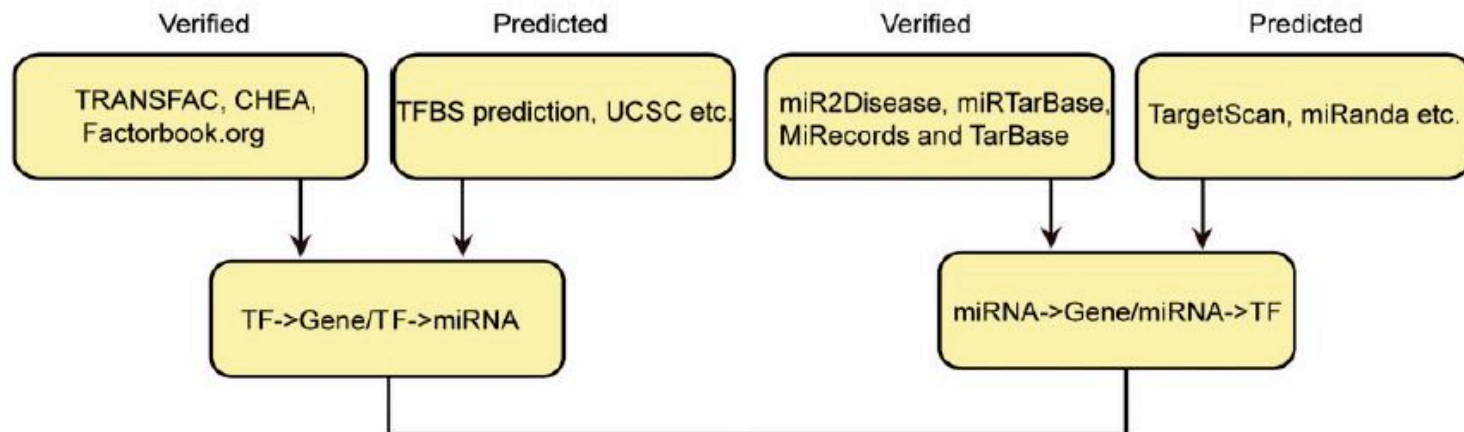 Verified
Predicted
Verified
Predicted
TRANSFAC, CHEA,
Factorbook.org
TFBS prediction, UCSC etc.
miR2Disease, miRTarBase,
MiRecords and TarBase
TargetScan, miRanda etc.
TF->Gene/TF->miRNA
miRNA->Gene/miRNA->TF